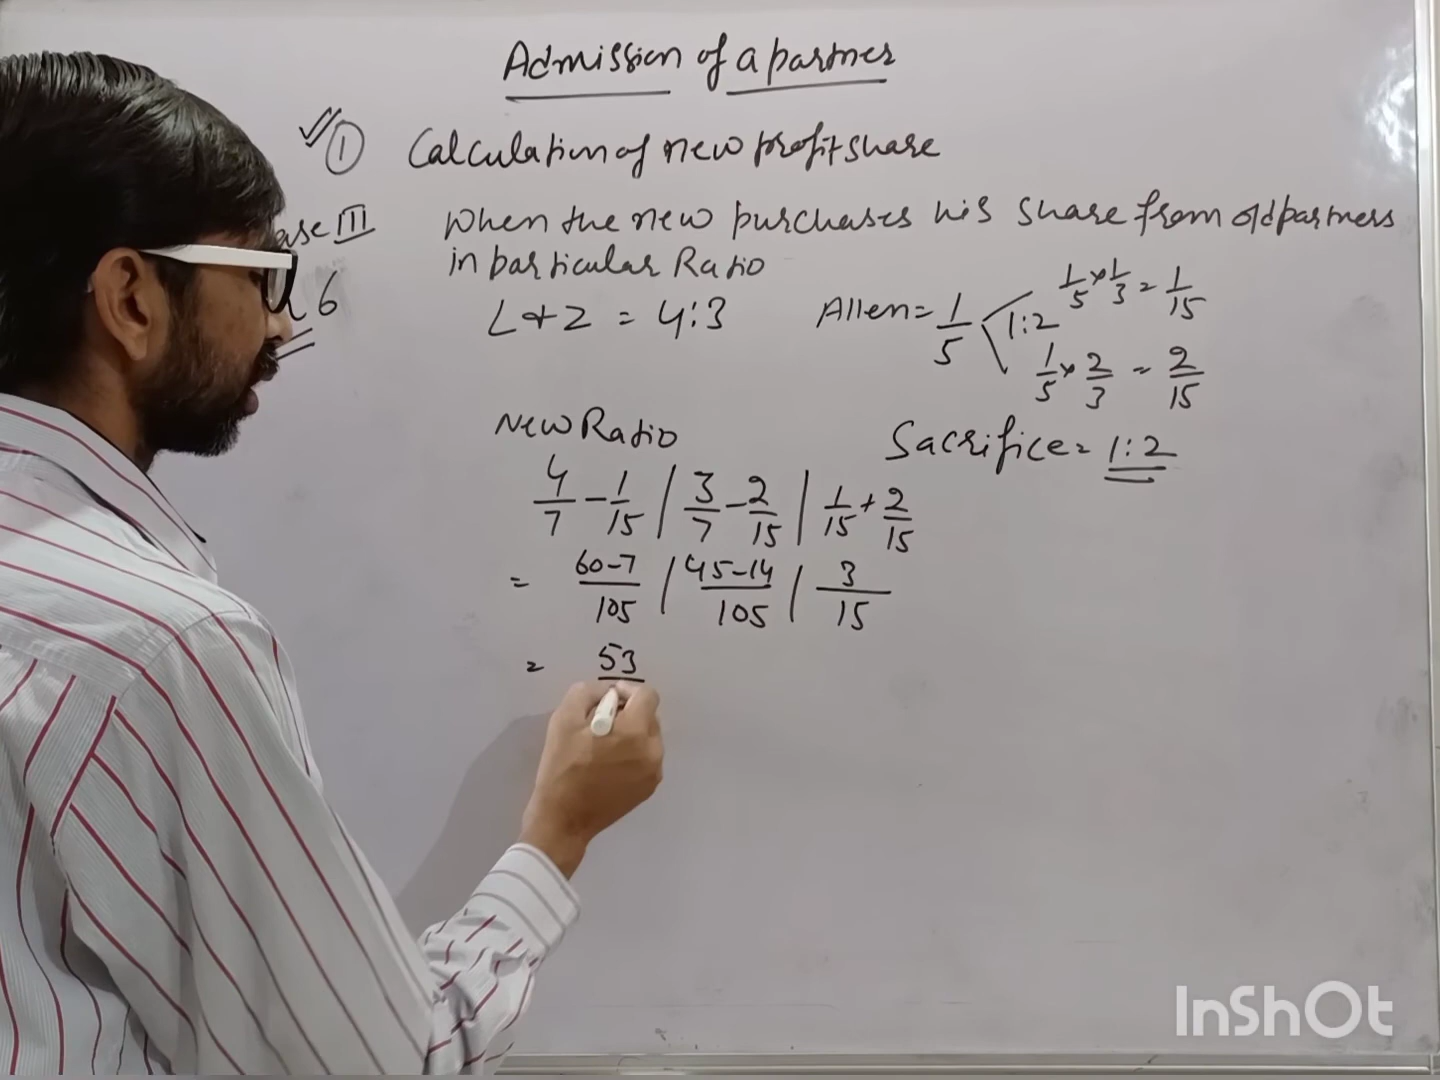 Admission of a partner
① Calculation of new profit share
ase III When the new purchases his share from old partners
in particular Ratio
6
L & Z = 4:3
Allen = 1/5 1:2
1/5 × 1/3 = 1/15
1/5 × 2/3 = 2/15
New Ratio
Sacrifice = 1:2
4/7 - 1/15 | 3/7 - 2/15 | 1/15 + 2/15
= 60-7/105 | 45-14/105 | 3/15
= 53
InShOt